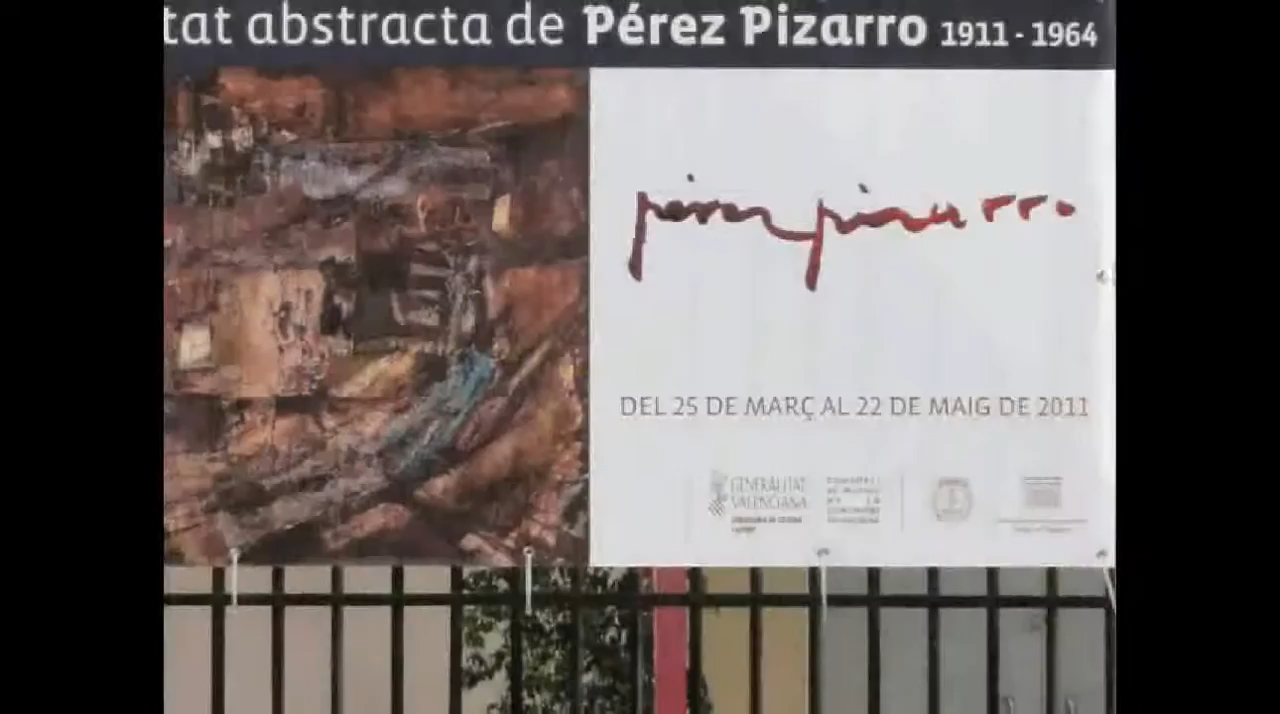 tat abstracta de Pérez Pizarro 1911 - 1964
pérez pizarro
DEL 25 DE MARÇ AL 22 DE MAIG DE 2011
GENERALITAT
VALENCIANA